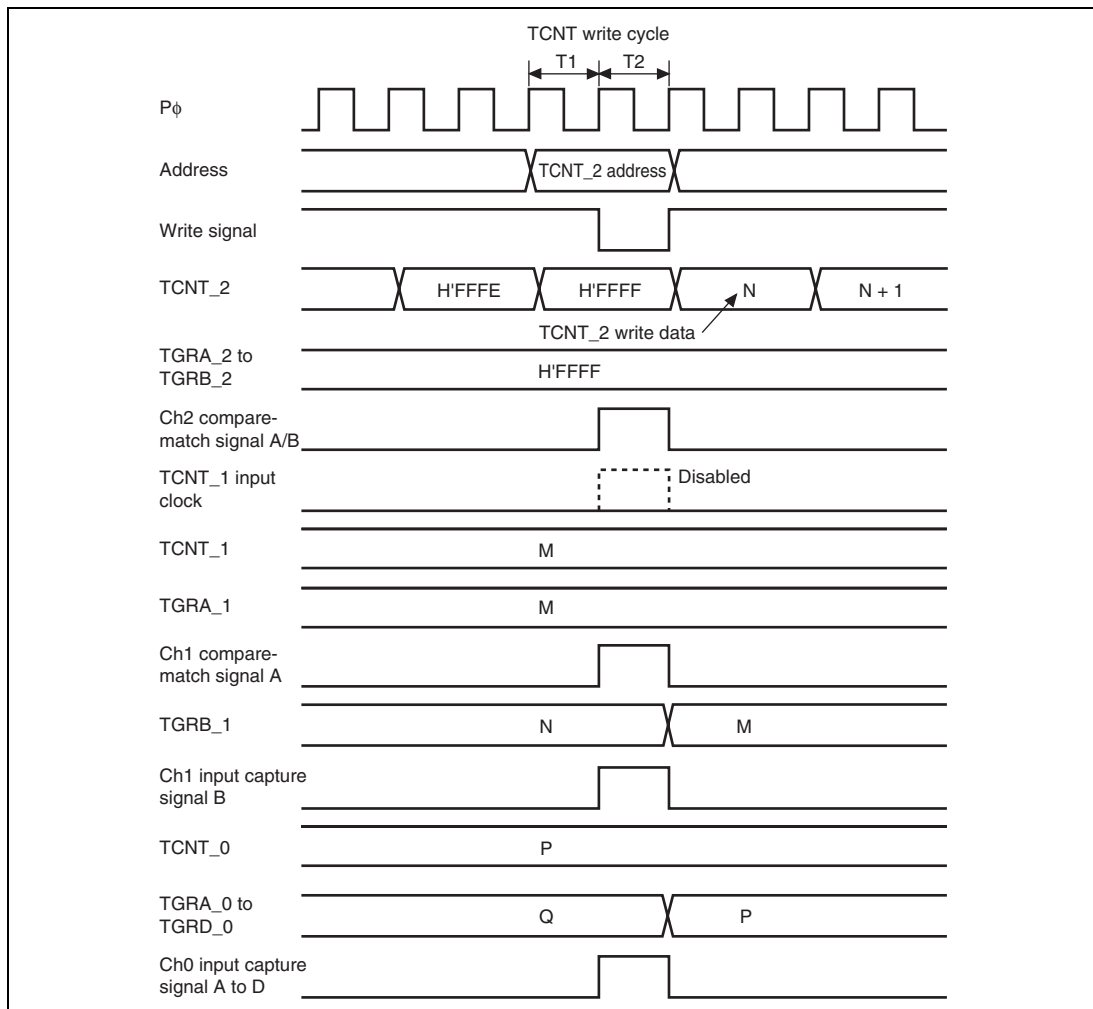 TCNT write cycle
T1 T2
Pϕ
Address
TCNT_2 address
Write signal
TCNT_2
H'FFFE H'FFFF N N + 1
TCNT_2 write data
TGRA_2 to
TGRB_2
H'FFFF
Ch2 compare-
match signal A/B
TCNT_1 input
clock
Disabled
TCNT_1
M
TGRA_1
M
Ch1 compare-
match signal A
TGRB_1
N M
Ch1 input capture
signal B
TCNT_0
P
TGRA_0 to
TGRD_0
Q P
Ch0 input capture
signal A to D